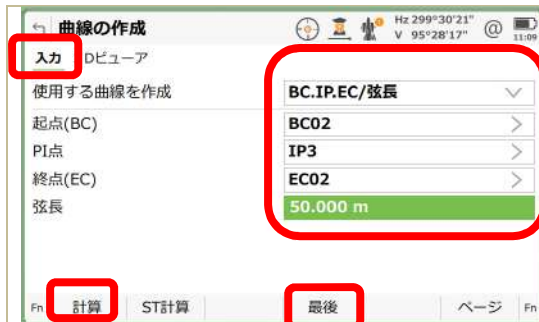 曲線の作成
Hz 299°30'21"
V 95°28'17"
@
11:09
入力 Dビューア
使用する曲線を作成 BC.IP.EC/弦長
起点(BC) BC02
PI点 IP3
終点(EC) EC02
弦長 50.000 m
Fn 計算 ST計算 最後 ページ Fn